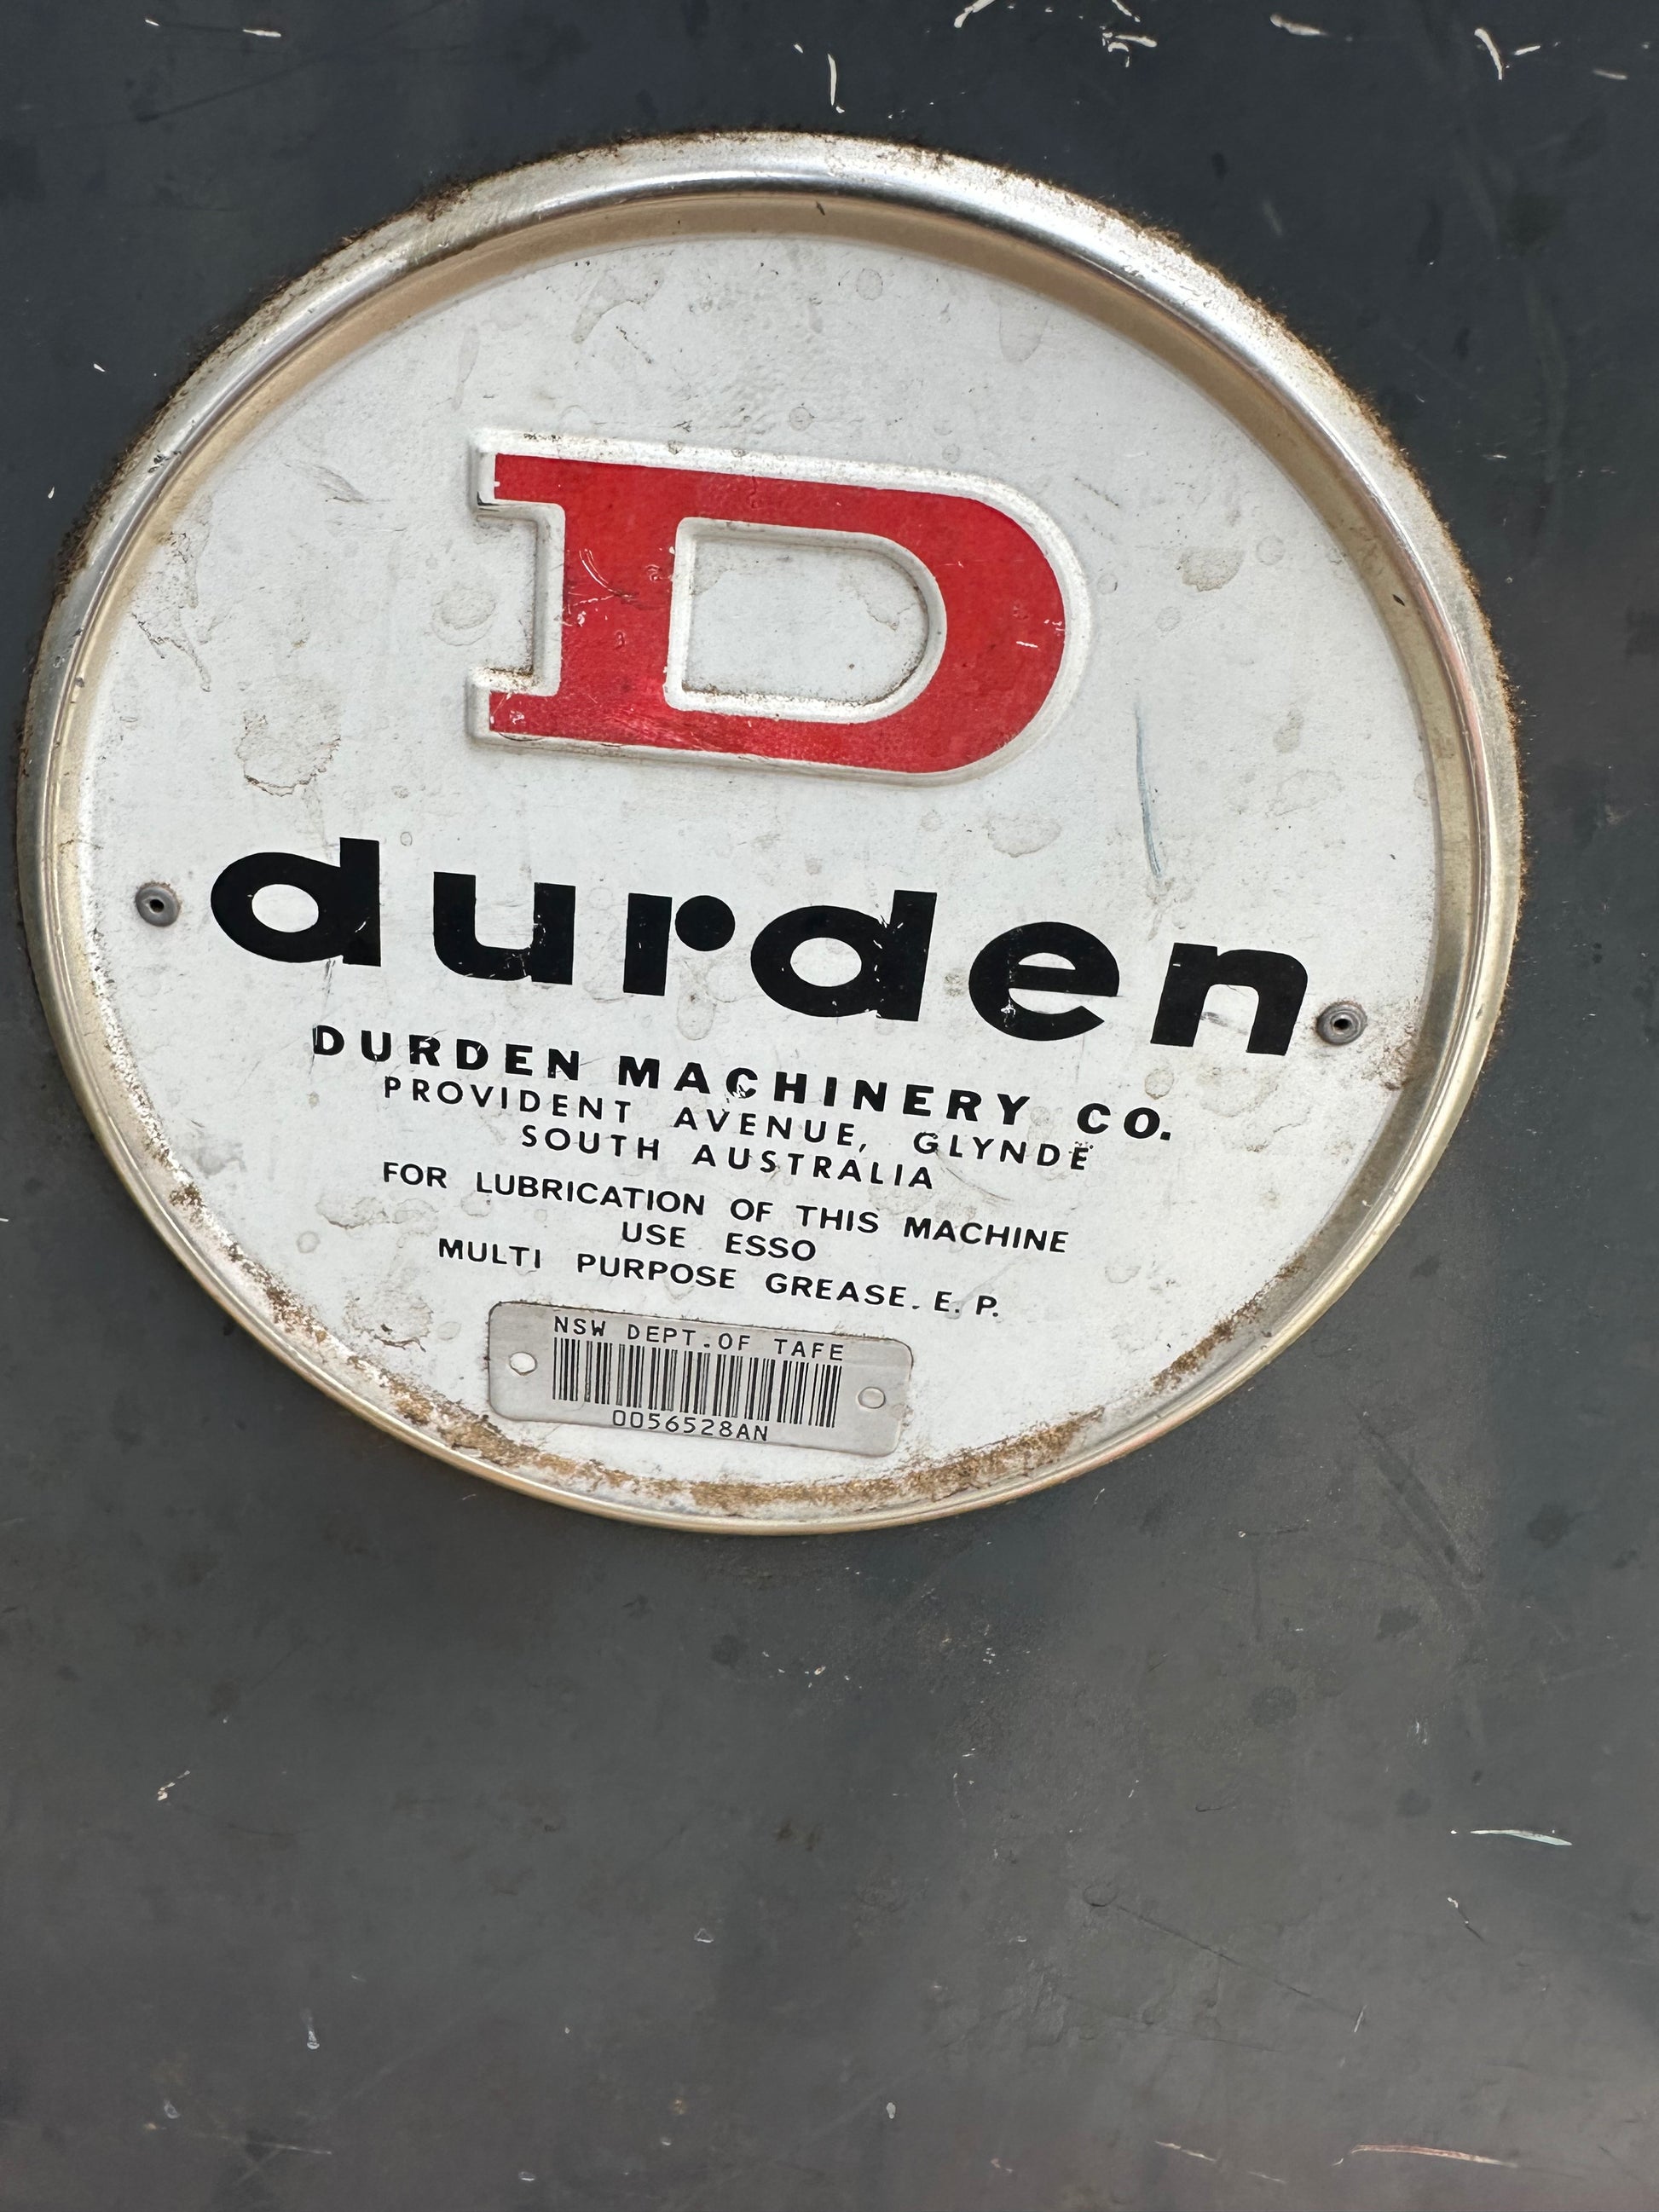 D
durden
DURDEN MACHINERY CO.
PROVIDENT AVENUE, GLYNDE
SOUTH AUSTRALIA
FOR LUBRICATION OF THIS MACHINE
USE ESSO
MULTI PURPOSE GREASE. E. P.
NSW DEPT.OF TAFE
0056528AN